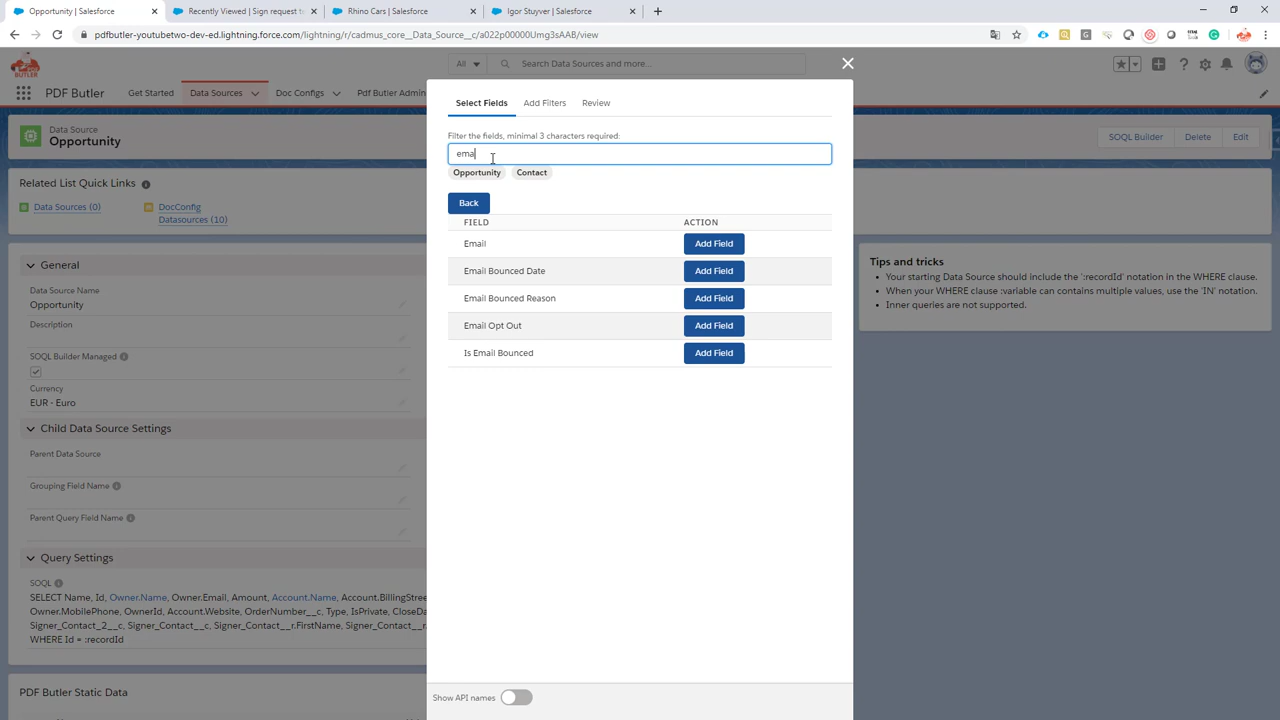 Opportunity | Salesforce
Recently Viewed | Sign request to
Rhino Cars | Salesforce
Igor Stuyver | Salesforce
pdfbutler-youtubetwo-dev-ed.lightning.force.com/lightning/r/cadmus_core__Data_Source__c/a022p00000Umg3sAAB/view
BUTLER
All
Search Data Sources and more...
PDF Butler
Get Started
Data Sources
Doc Configs
Pdf Butler Admin
Data Source
Opportunity
SOQL Builder
Delete
Edit
Related List Quick Links
Data Sources (0)
DocConfig
Datasources (10)
General
Data Source Name
Opportunity
Description
SOQL Builder Managed
Currency
EUR - Euro
Child Data Source Settings
Parent Data Source
Grouping Field Name
Parent Query Field Name
Query Settings
SOQL
SELECT Name, Id, Owner.Name, Owner.Email, Amount, Account.Name, Account.BillingStre
Owner.MobilePhone, OwnerId, Account.Website, OrderNumber__c, Type, IsPrivate, CloseDa
Signer_Contact_2__c, Signer_Contact__c, Signer_Contact__r.FirstName, Signer_Contact__r.
WHERE Id = :recordId
PDF Butler Static Data
Select Fields
Add Filters
Review
Filter the fields, minimal 3 characters required:
ema
Opportunity
Contact
Back
FIELD
ACTION
Email
Add Field
Email Bounced Date
Add Field
Email Bounced Reason
Add Field
Email Opt Out
Add Field
Is Email Bounced
Add Field
Show API names
Tips and tricks
Your starting Data Source should include the ':recordId' notation in the WHERE clause.
When your WHERE clause :variable can contains multiple values, use the 'IN' notation.
Inner queries are not supported.